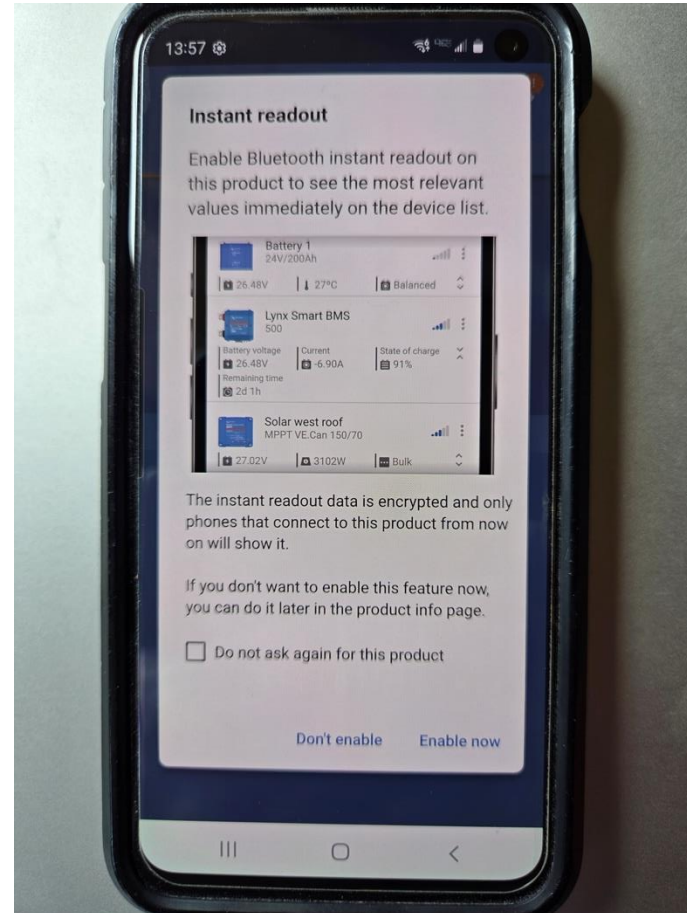 13:57
Instant readout
Enable Bluetooth instant readout on
this product to see the most relevant
values immediately on the device list.
Battery 1
24V/200Ah
26.48V 27°C Balanced
Lynx Smart BMS
500
Battery voltage Current State of charge
26.48V -6.90A 91%
Remaining time
2d 1h
Solar west roof
MPPT VE.Can 150/70
27.02V 3102W Bulk
The instant readout data is encrypted and only
phones that connect to this product from now
on will show it.
If you don't want to enable this feature now,
you can do it later in the product info page.
Do not ask again for this product
Don't enable Enable now